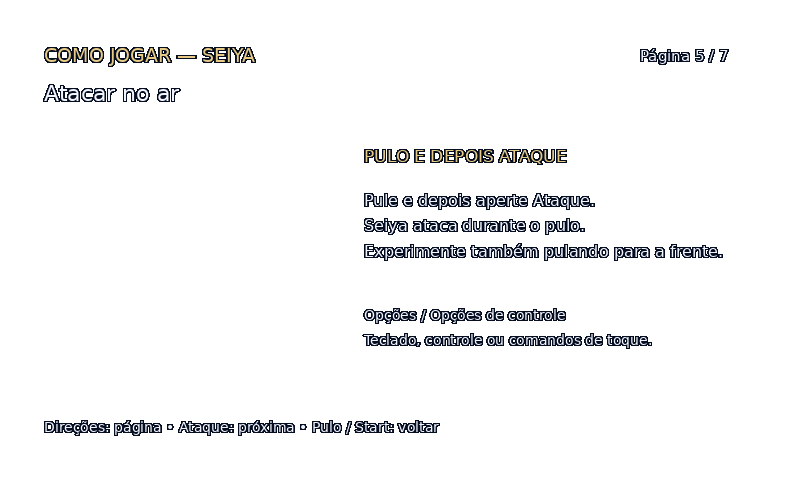 COMO JOGAR — SEIYA
Página 5 / 7
Atacar no ar
PULO E DEPOIS ATAQUE
Pule e depois aperte Ataque.
Seiya ataca durante o pulo.
Experimente também pulando para a frente.
Opções / Opções de controle
Teclado, controle ou comandos de toque.
Direções: página • Ataque: próxima • Pulo / Start: voltar